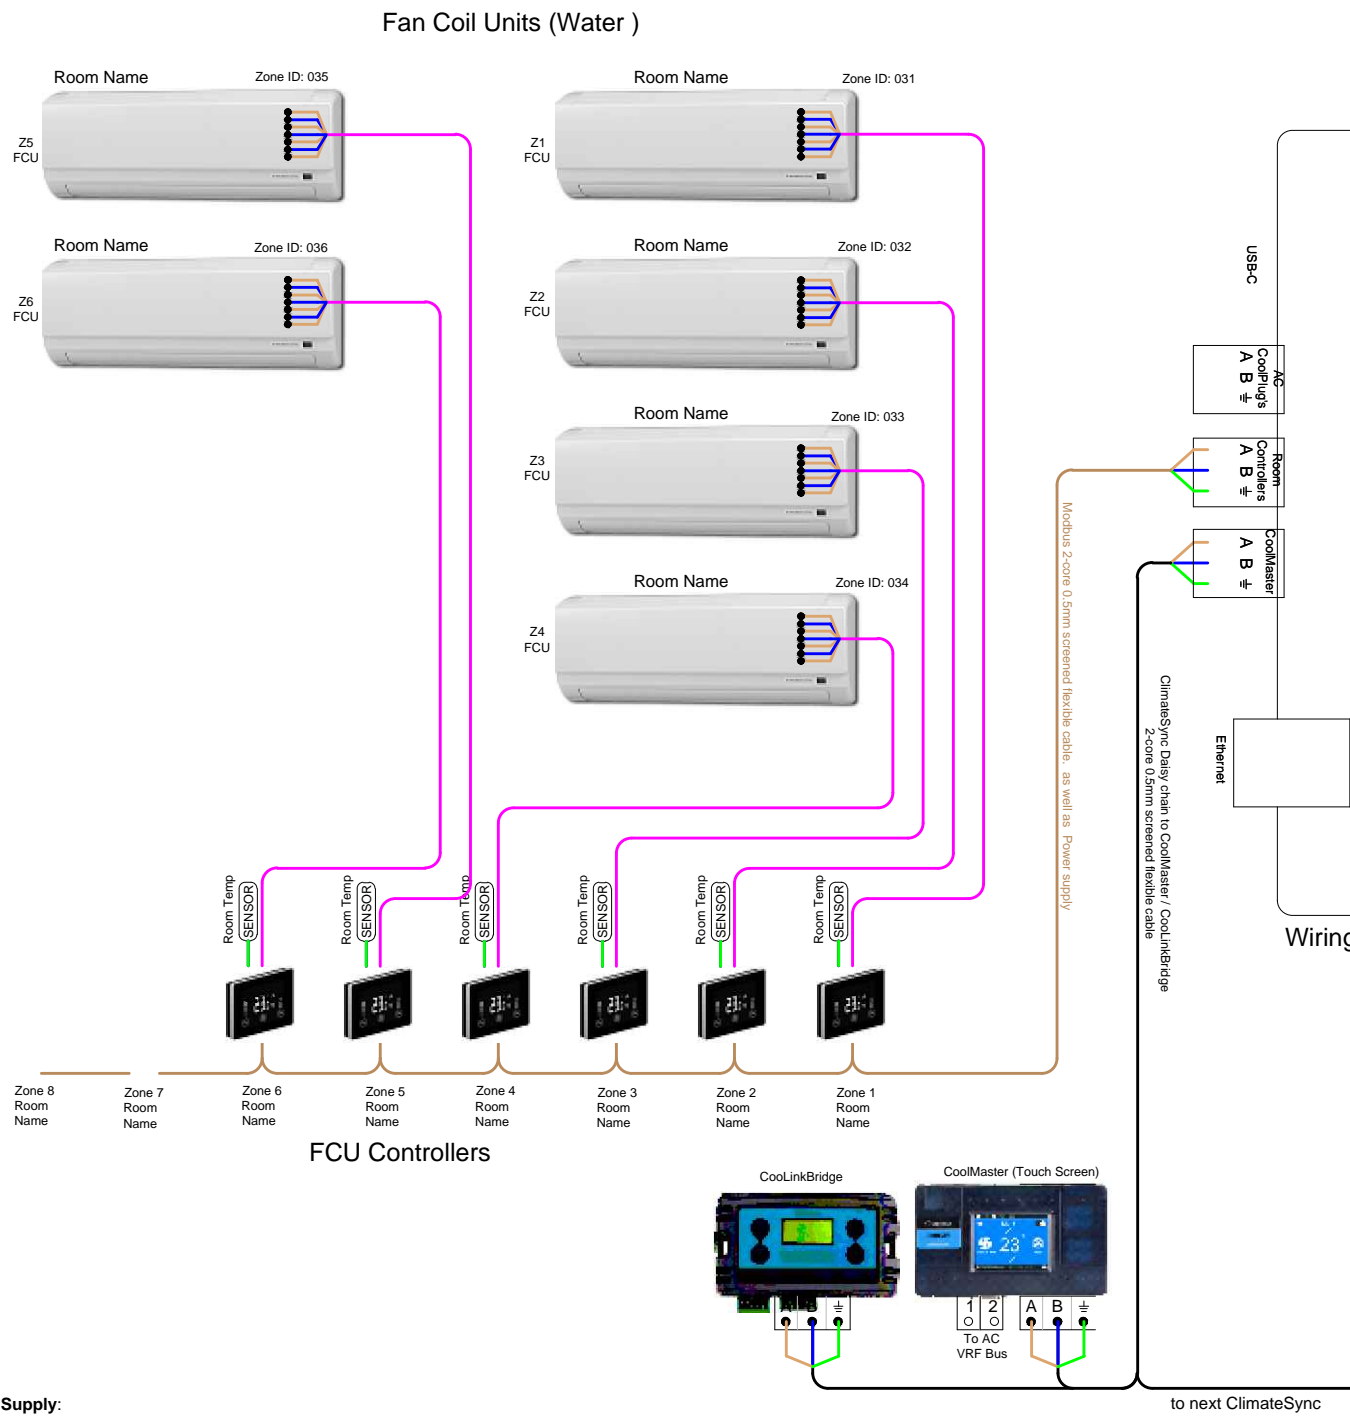 Fan Coil Units (Water )
Room Name
Zone ID: 035
Z5
FCU
Room Name
Zone ID: 036
Z6
FCU
Room Name
Zone ID: 031
Z1
FCU
Room Name
Zone ID: 032
Z2
FCU
Room Name
Zone ID: 033
Z3
FCU
Room Name
Zone ID: 034
Z4
FCU
USB-C
AC
CoolPlug's
A B
Room
Controllers
A B
CoolMaster
A B
Ethernet
Wiring
Modbus 2-core 0.5mm screened flexible cable, as well as Power supply
ClimateSync Daisy chain to CoolMaster / CooLinkBridge
2-core 0.5mm screened flexible cable
Room Temp
SENSOR
Room Temp
SENSOR
Room Temp
SENSOR
Room Temp
SENSOR
Room Temp
SENSOR
Room Temp
SENSOR
Zone 8
Room
Name
Zone 7
Room
Name
Zone 6
Room
Name
Zone 5
Room
Name
Zone 4
Room
Name
Zone 3
Room
Name
Zone 2
Room
Name
Zone 1
Room
Name
FCU Controllers
CooLinkBridge
A B
CoolMaster (Touch Screen)
23
1 2
To AC
VRF Bus
A B
to next ClimateSync
Supply: